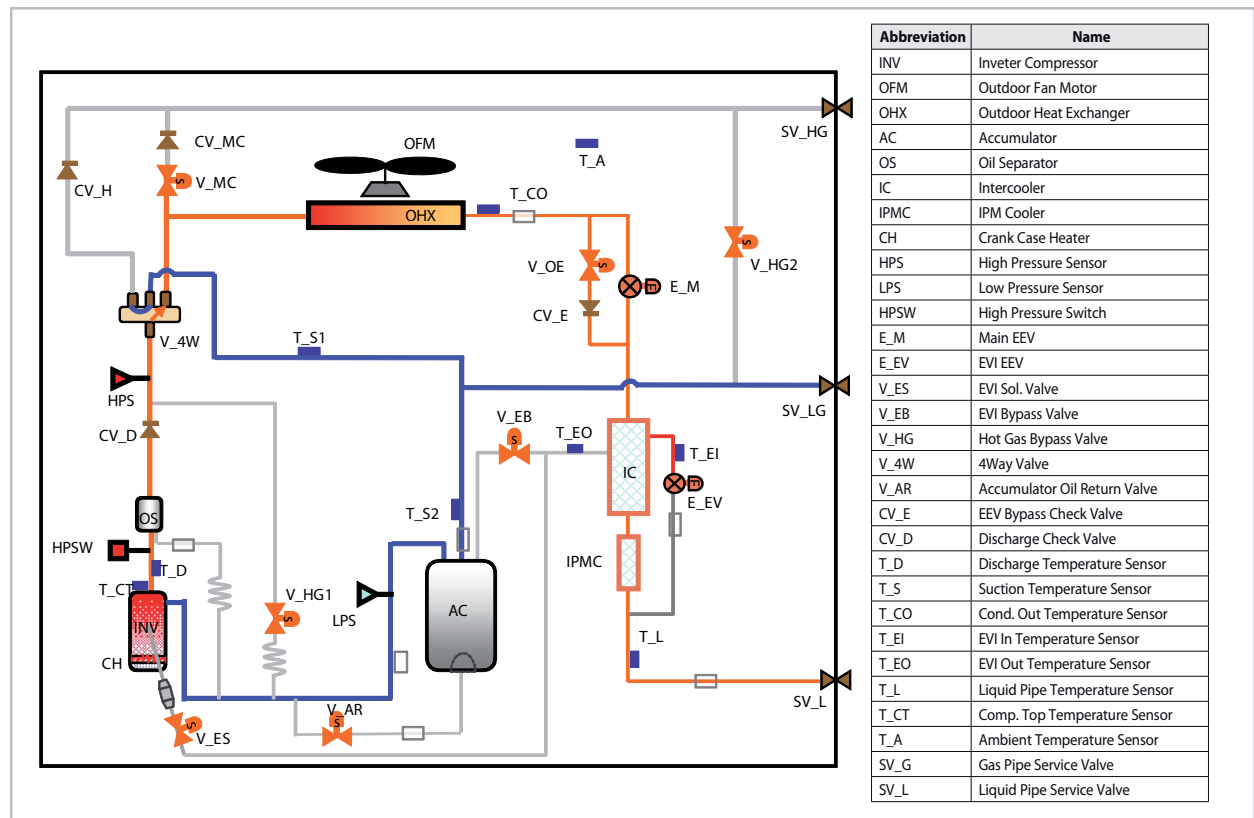 SV_HG
CV_MC
OFM
T_A
CV_H
V_MC
T_CO
OHX
V_HG2
V_OE
E_M
CV_E
V_4W
T_S1
HPS
SV_LG
CV_D
V_EB
T_EO
T_EI
IC
E_EV
OS
T_S2
HPSW
T_D
IPMC
T_CT
V_HG1
INV
LPS
AC
T_L
CH
SV_L
V_AR
V_ES
S
S
S
S
S
S
S
S
E
E
Abbreviation Name
INV Inveter Compressor
OFM Outdoor Fan Motor
OHX Outdoor Heat Exchanger
AC Accumulator
OS Oil Separator
IC Intercooler
IPMC IPM Cooler
CH Crank Case Heater
HPS High Pressure Sensor
LPS Low Pressure Sensor
HPSW High Pressure Switch
E_M Main EEV
E_EV EVI EEV
V_ES EVI Sol. Valve
V_EB EVI Bypass Valve
V_HG Hot Gas Bypass Valve
V_4W 4Way Valve
V_AR Accumulator Oil Return Valve
CV_E EEV Bypass Check Valve
CV_D Discharge Check Valve
T_D Discharge Temperature Sensor
T_S Suction Temperature Sensor
T_CO Cond. Out Temperature Sensor
T_EI EVI In Temperature Sensor
T_EO EVI Out Temperature Sensor
T_L Liquid Pipe Temperature Sensor
T_CT Comp. Top Temperature Sensor
T_A Ambient Temperature Sensor
SV_G Gas Pipe Service Valve
SV_L Liquid Pipe Service Valve